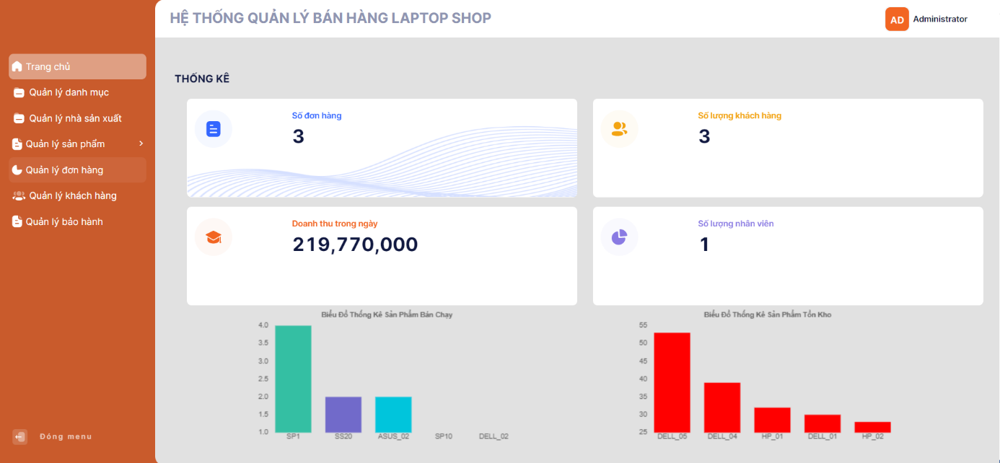 HỆ THỐNG QUẢN LÝ BÁN HÀNG LAPTOP SHOP
AD Administrator
Trang chủ
Quản lý danh mục
Quản lý nhà sản xuất
Quản lý sản phẩm
Quản lý đơn hàng
Quản lý khách hàng
Quản lý bảo hành
Đóng menu
THỐNG KÊ
Số đơn hàng
3
Số lượng khách hàng
3
Doanh thu trong ngày
219,770,000
Số lượng nhân viên
1
Biểu Đồ Thống Kê Sản Phẩm Bán Chạy
4.0
3.5
3.0
2.5
2.0
1.5
1.0
SP1 SS20 ASUS_02 SP10 DELL_02
Biểu Đồ Thống Kê Sản Phẩm Tồn Kho
55
50
45
40
35
30
25
DELL_05 DELL_04 HP_01 DELL_01 HP_02